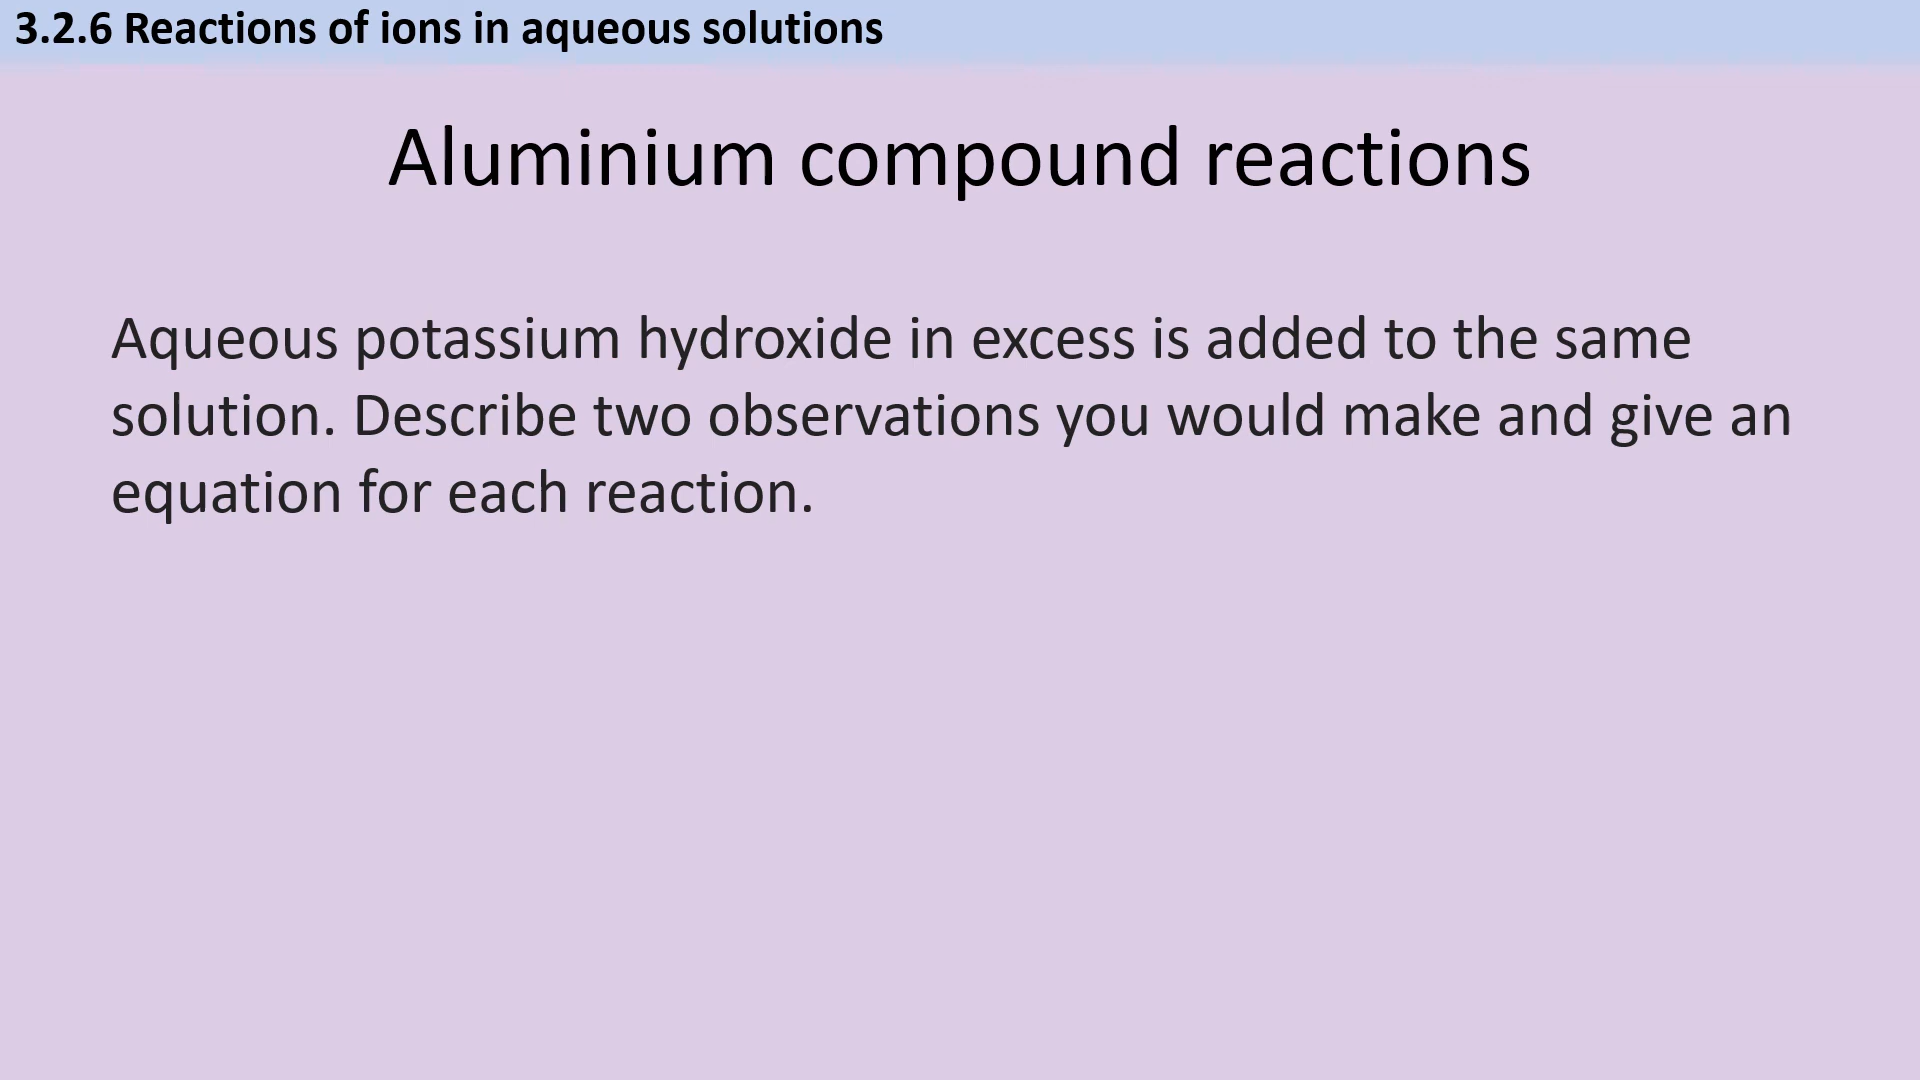 3.2.6 Reactions of ions in aqueous solutions
Aluminium compound reactions
Aqueous potassium hydroxide in excess is added to the same
solution. Describe two observations you would make and give an
equation for each reaction.